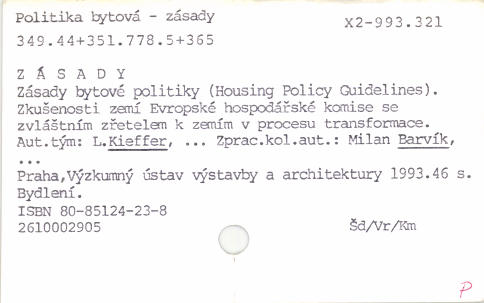 Politika bytová - zásady
X2-993.321
349.44+351.778.5+365
Z Á S A D Y
Zásady bytové politiky (Housing Policy Guidelines).
Zkušenosti zemí Evropské hospodářské komise se
zvláštním zřetelem k zemím v procesu transformace.
Aut.tým: L.Kieffer, ... Zprac.kol.aut.: Milan Barvík,
...
Praha,Výzkumný ústav výstavby a architektury 1993.46 s.
Bydlení.
ISBN 80-85124-23-8
2610002905
Šd/Vr/Km
P